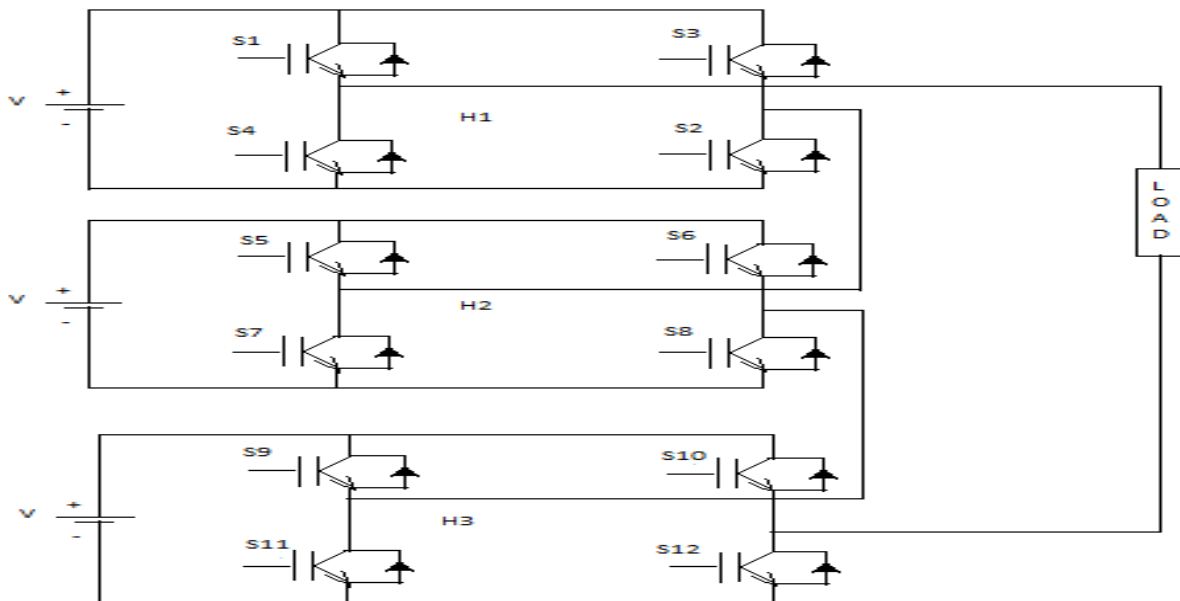 S1
S3
V
+
-
H1
S4
S2
L
O
A
D
S5
S6
V
+
-
H2
S7
S8
S9
S10
V
+
-
H3
S11
S12